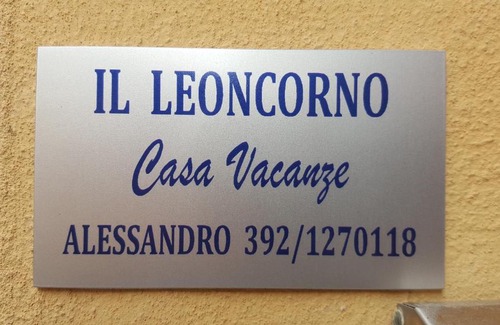 IL LEONCORNO
Casa Vacanze
ALESSANDRO 392/1270118